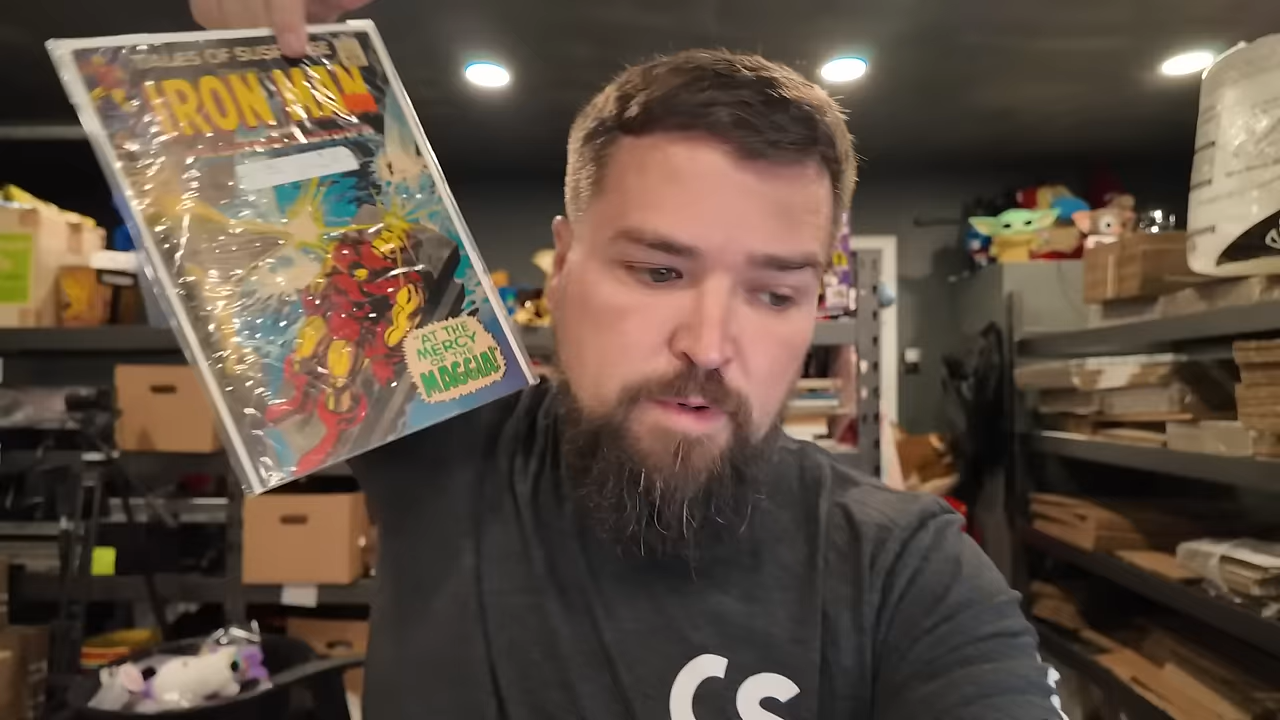 TALES OF SUSPENSE
IRON MAN
"AT THE
MERCY
OF THE
MAGGIA!"
CS